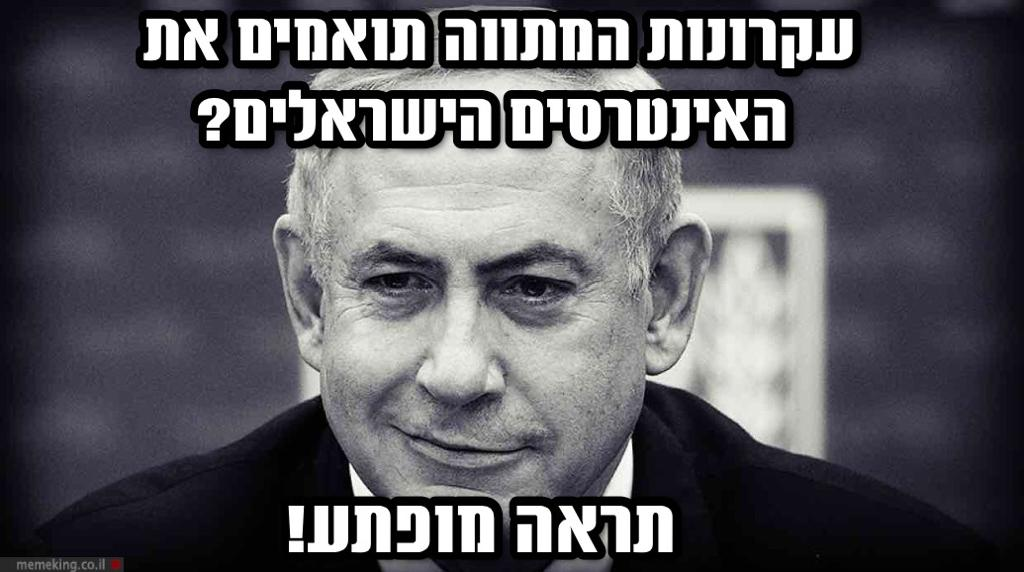 עקרונות המתווה תואמים את
האינטרסים הישראלים?
תראה מופתע!
memeking.co.il